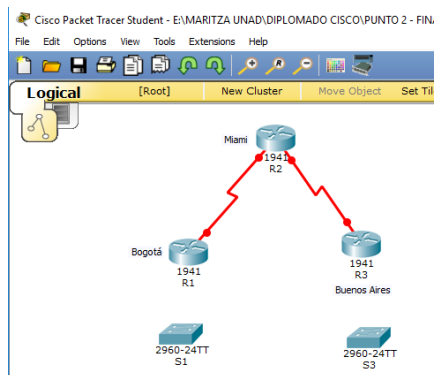 Cisco Packet Tracer Student - E:\MARITZA UNAD\DIPLOMADO CISCO\PUNTO 2 - FINA
File Edit Options View Tools Extensions Help
Logical [Root] New Cluster Move Object Set Til
Miami
1941
R2
Bogotá
1941
R1
1941
R3
Buenos Aires
2960-24TT
S1
2960-24TT
S3